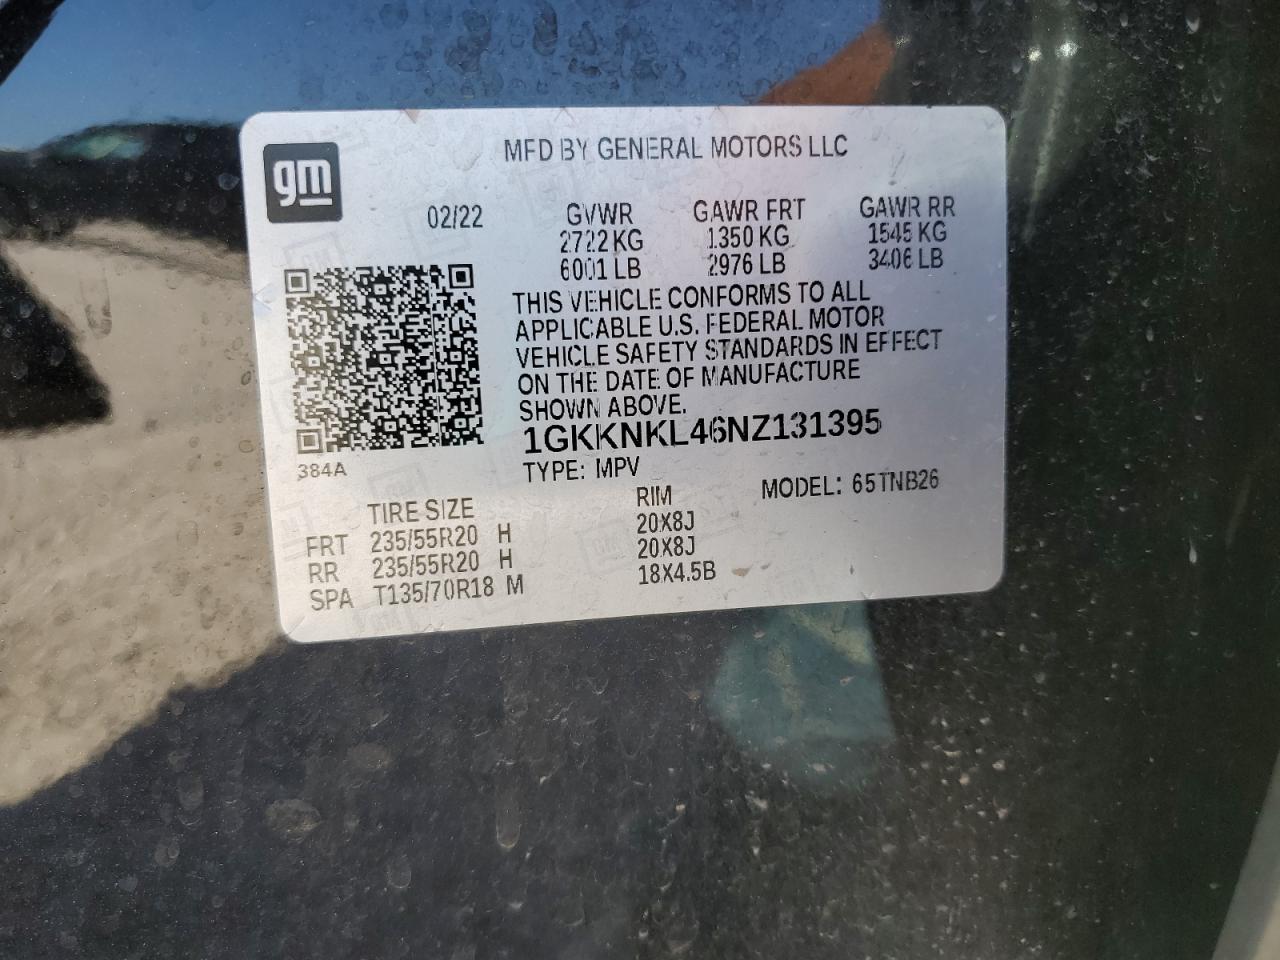 gm
MFD BY GENERAL MOTORS LLC
02/22
GVWR GAWR FRT GAWR RR
2722 KG 1350 KG 1545 KG
6001 LB 2976 LB 3406 LB
THIS VEHICLE CONFORMS TO ALL
APPLICABLE U.S. FEDERAL MOTOR
VEHICLE SAFETY STANDARDS IN EFFECT
ON THE DATE OF MANUFACTURE
SHOWN ABOVE.
1GKKNKL46NZ131395
384A
TYPE: MPV
MODEL: 65TNB26
TIRE SIZE RIM
FRT 235/55R20 H 20X8J
RR 235/55R20 H 20X8J
SPA T135/70R18 M 18X4.5B